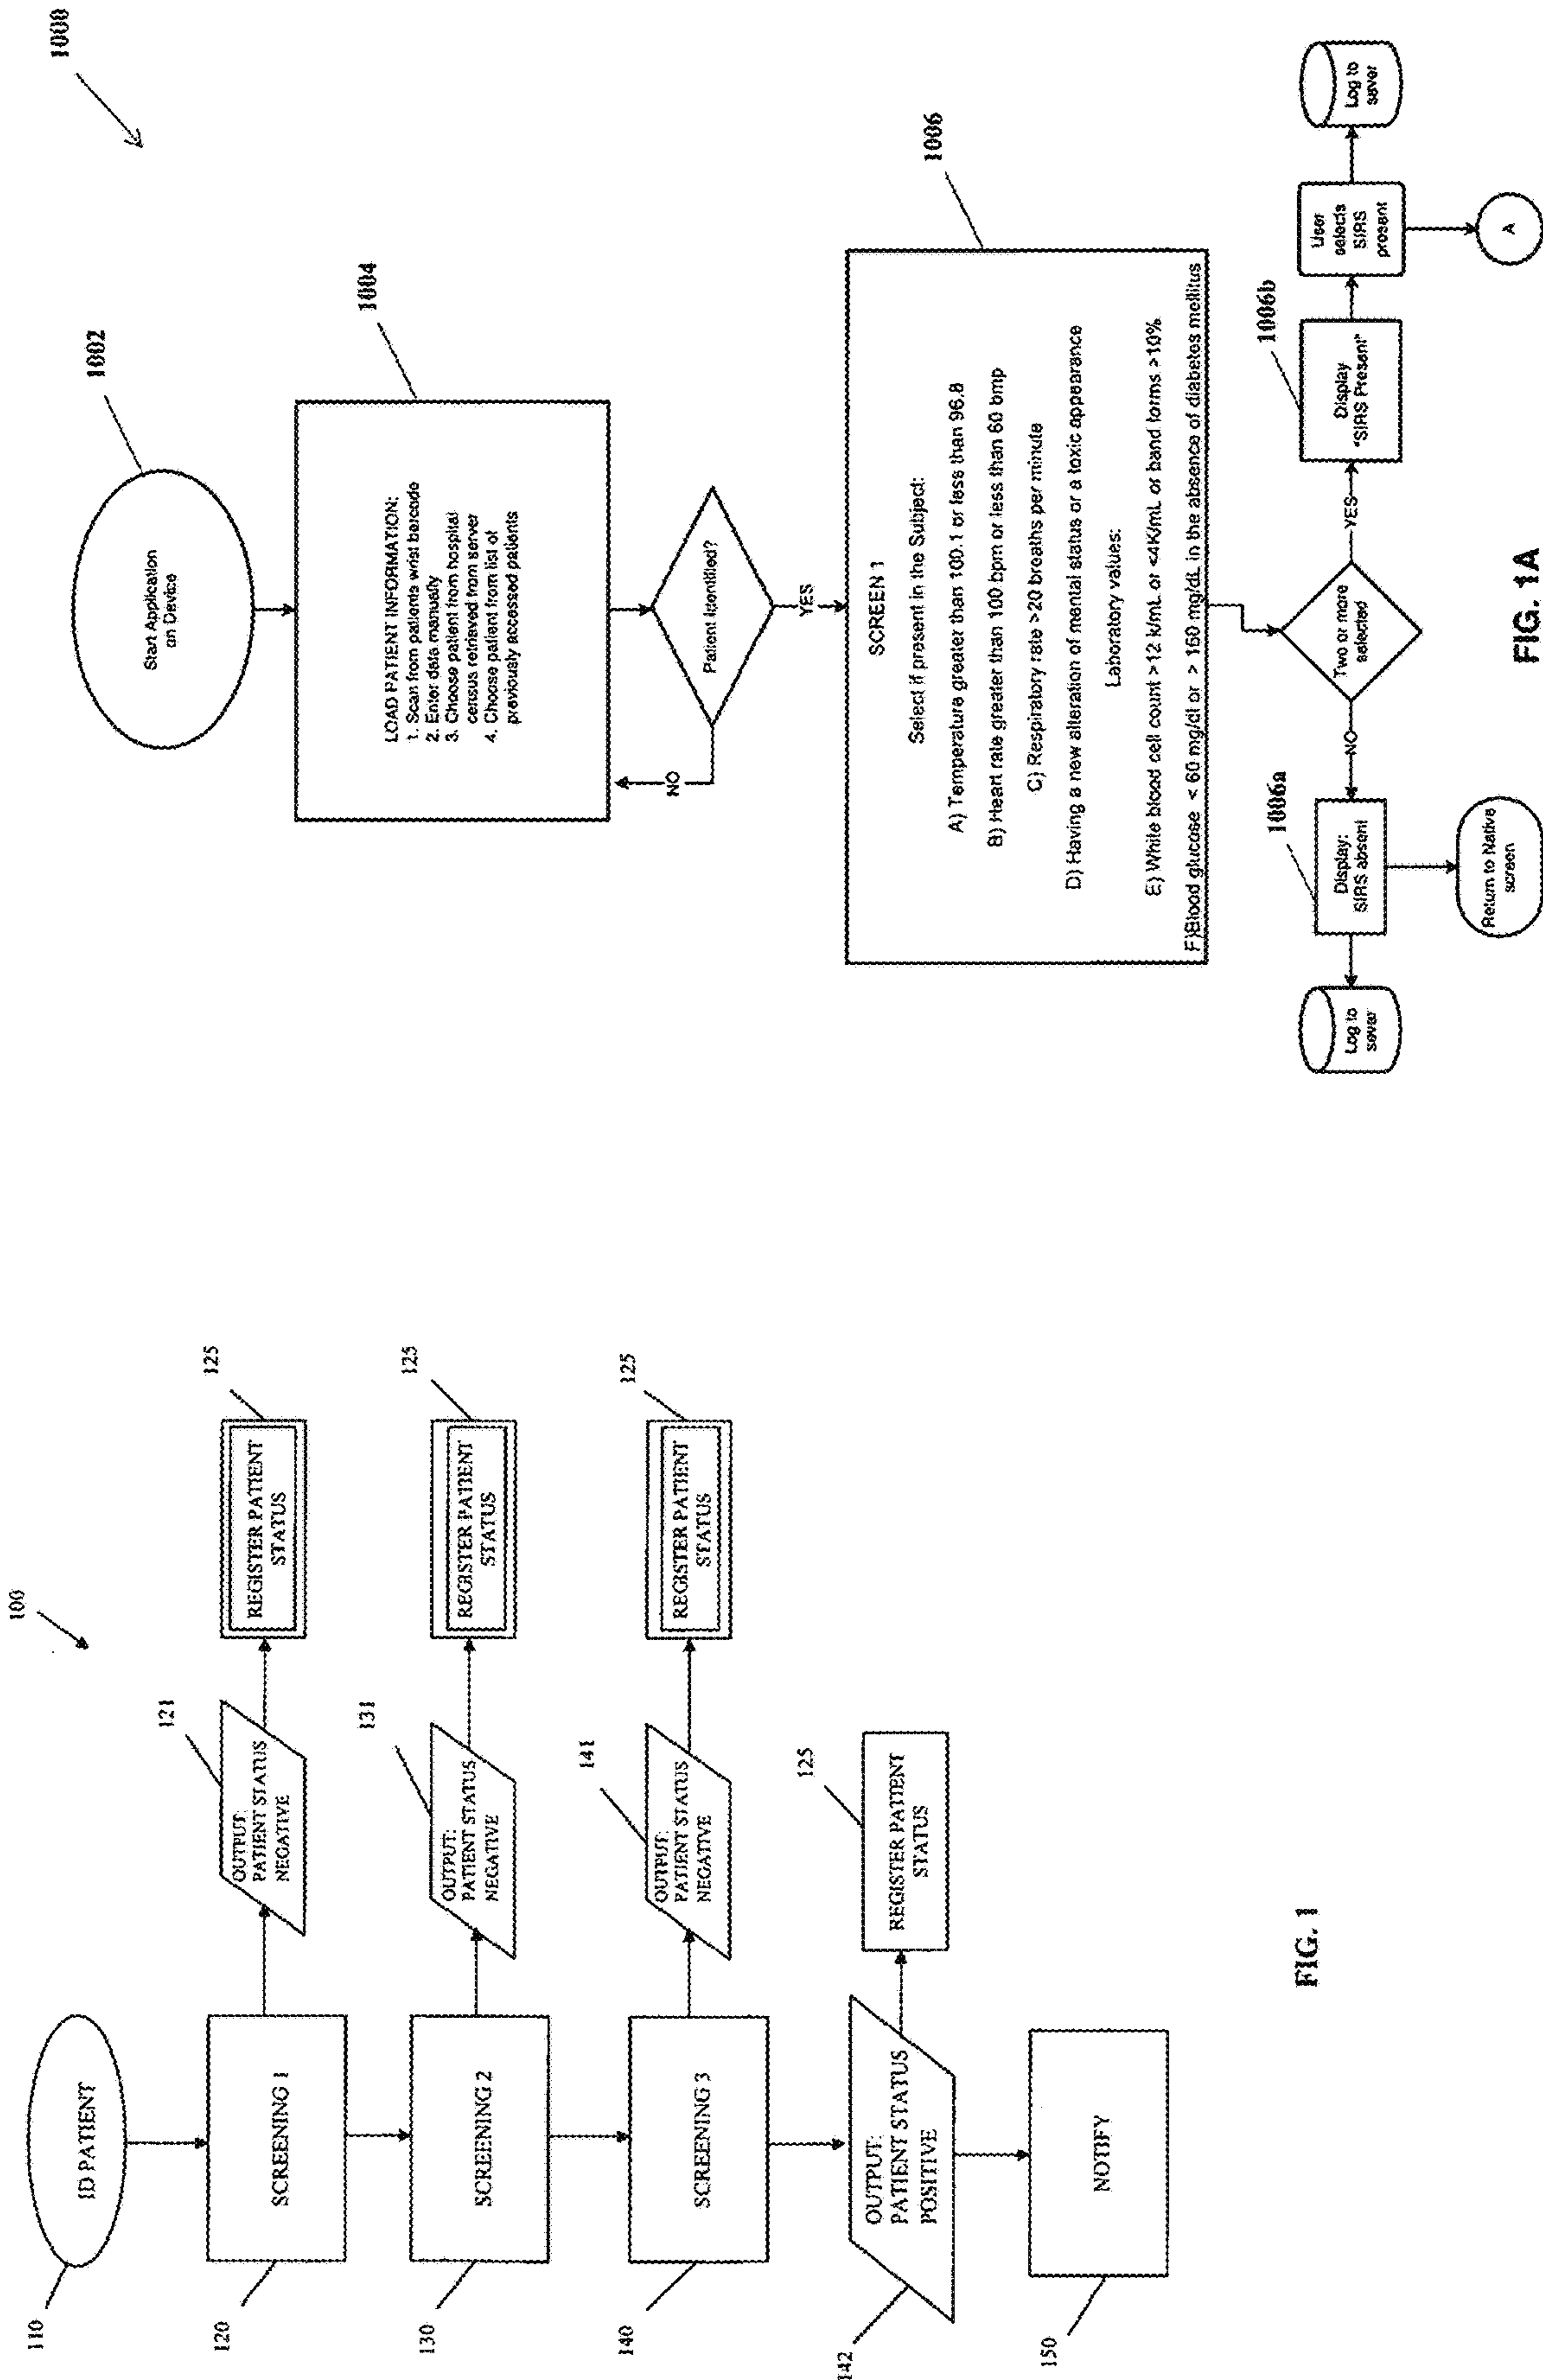 100
110
ID PATIENT
120
SCREENING 1
121
OUTPUT:
PATIENT STATUS
NEGATIVE
125
REGISTER PATIENT
STATUS
130
SCREENING 2
131
OUTPUT:
PATIENT STATUS
NEGATIVE
125
REGISTER PATIENT
STATUS
140
SCREENING 3
141
OUTPUT:
PATIENT STATUS
NEGATIVE
125
REGISTER PATIENT
STATUS
142
OUTPUT:
PATIENT STATUS
POSITIVE
125
REGISTER PATIENT
STATUS
150
NOTIFY
FIG. 1
1000
1002
Start Application
on Device
1004
LOAD PATIENT INFORMATION:
1. Scan from patients wrist barcode
2. Enter data manually
3. Choose patient from hospital
census retrieved from server
4. Choose patient from list of
previously accessed patients
Patient Identified?
NO
YES
1006
SCREEN 1
Select if present in the Subject:
A) Temperature greater than 100.1 or less than 96.8
B) Heart rate greater than 100 bpm or less than 60 bmp
C) Respiratory rate >20 breaths per minute
D) Having a new alteration of mental status or a toxic appearance
Laboratory values:
E) White blood cell count >12 k/mL or <4K/mL or band forms >10%
F)Blood glucose < 60 mg/dl or > 160 mg/dL in the absence of diabetes mellitus
Two or more
selected
NO
YES
1006a
Display:
SIRS absent
Log to
sever
Return to Native
screen
1006b
Display
"SIRS Present"
User
selects
SIRS
present
Log to
sever
A
FIG. 1A